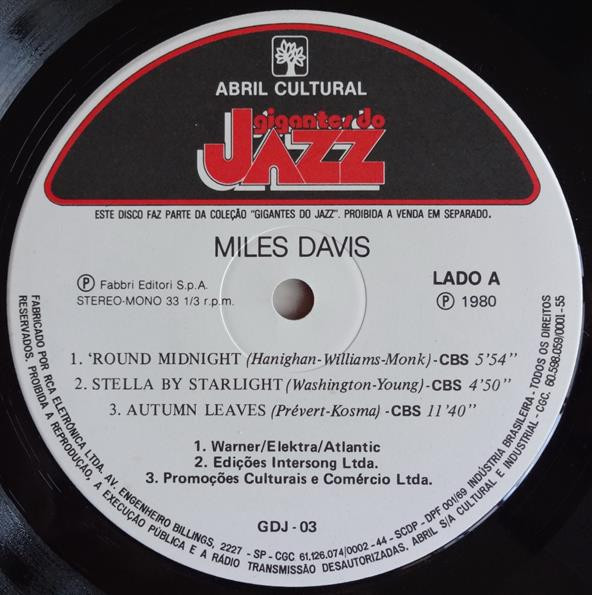 ABRIL CULTURAL
gigantes do
JAZZ
ESTE DISCO FAZ PARTE DA COLEÇÃO "GIGANTES DO JAZZ". PROIBIDA A VENDA EM SEPARADO.
MILES DAVIS
Ⓟ Fabbri Editori S.p.A.
STEREO-MONO 33 1/3 r.p.m.
LADO A
Ⓟ 1980
1. 'ROUND MIDNIGHT (Hanighan-Williams-Monk) - CBS 5'54"
2. STELLA BY STARLIGHT (Washington-Young) - CBS 4'50"
3. AUTUMN LEAVES (Prévert-Kosma) - CBS 11'40"
1. Warner/Elektra/Atlantic
2. Edições Intersong Ltda.
3. Promoções Culturais e Comércio Ltda.
GDJ - 03
FABRICADO POR RCA ELETRÔNICA LTDA. AV. ENGENHEIRO BILLINGS, 2227 - SP - CGC 61.126.074/0002-44 - SCDP - DPF 001/69 INDÚSTRIA BRASILEIRA. TODOS OS DIREITOS
RESERVADOS. PROIBIDA A REPRODUÇÃO, A EXECUÇÃO PÚBLICA E A RÁDIO TRANSMISSÃO DESAUTORIZADAS. ABRIL S/A CULTURAL E INDUSTRIAL - CGC. 60.598.059/0001-55